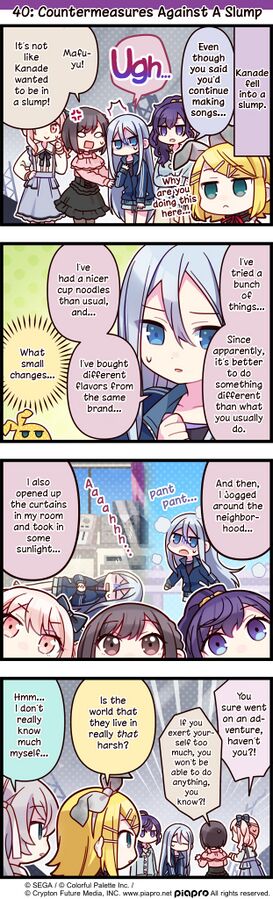 40: Countermeasures Against A Slump
Kanade
fell
into a
slump.
Even
though you
said you'd
continue
making
songs...
Ugh...
Mafu-
yu!
It's not
like
Kanade
wanted to
be in
a slump!
Why
are you
doing this
here...
I've
tried a
bunch
of
things...
Since
apparently,
it's better to
do something
different
than what
you usually
do.
I've
had a nicer
cup noodles
than usual,
and...
I've bought
different
flavors from
the same
brand...
What
small
changes...
And then,
I jogged
around the
neighbor-
hood...
pant
pant...
Aaaahhh...
I also
opened up
the curtains
in my room
and took in
some
sunlight...
You
sure went
on an ad-
venture,
haven't
you?!
If you
exert your-
self too
much, you
won't be
able to do
anything,
you
know?!
Is the
world that
they live in
really that
harsh?
Hmm...
I don't
really
know
much
myself...
© SEGA / © Colorful Palette Inc. /
© Crypton Future Media, INC. www.piapro.net piapro All rights reserved.